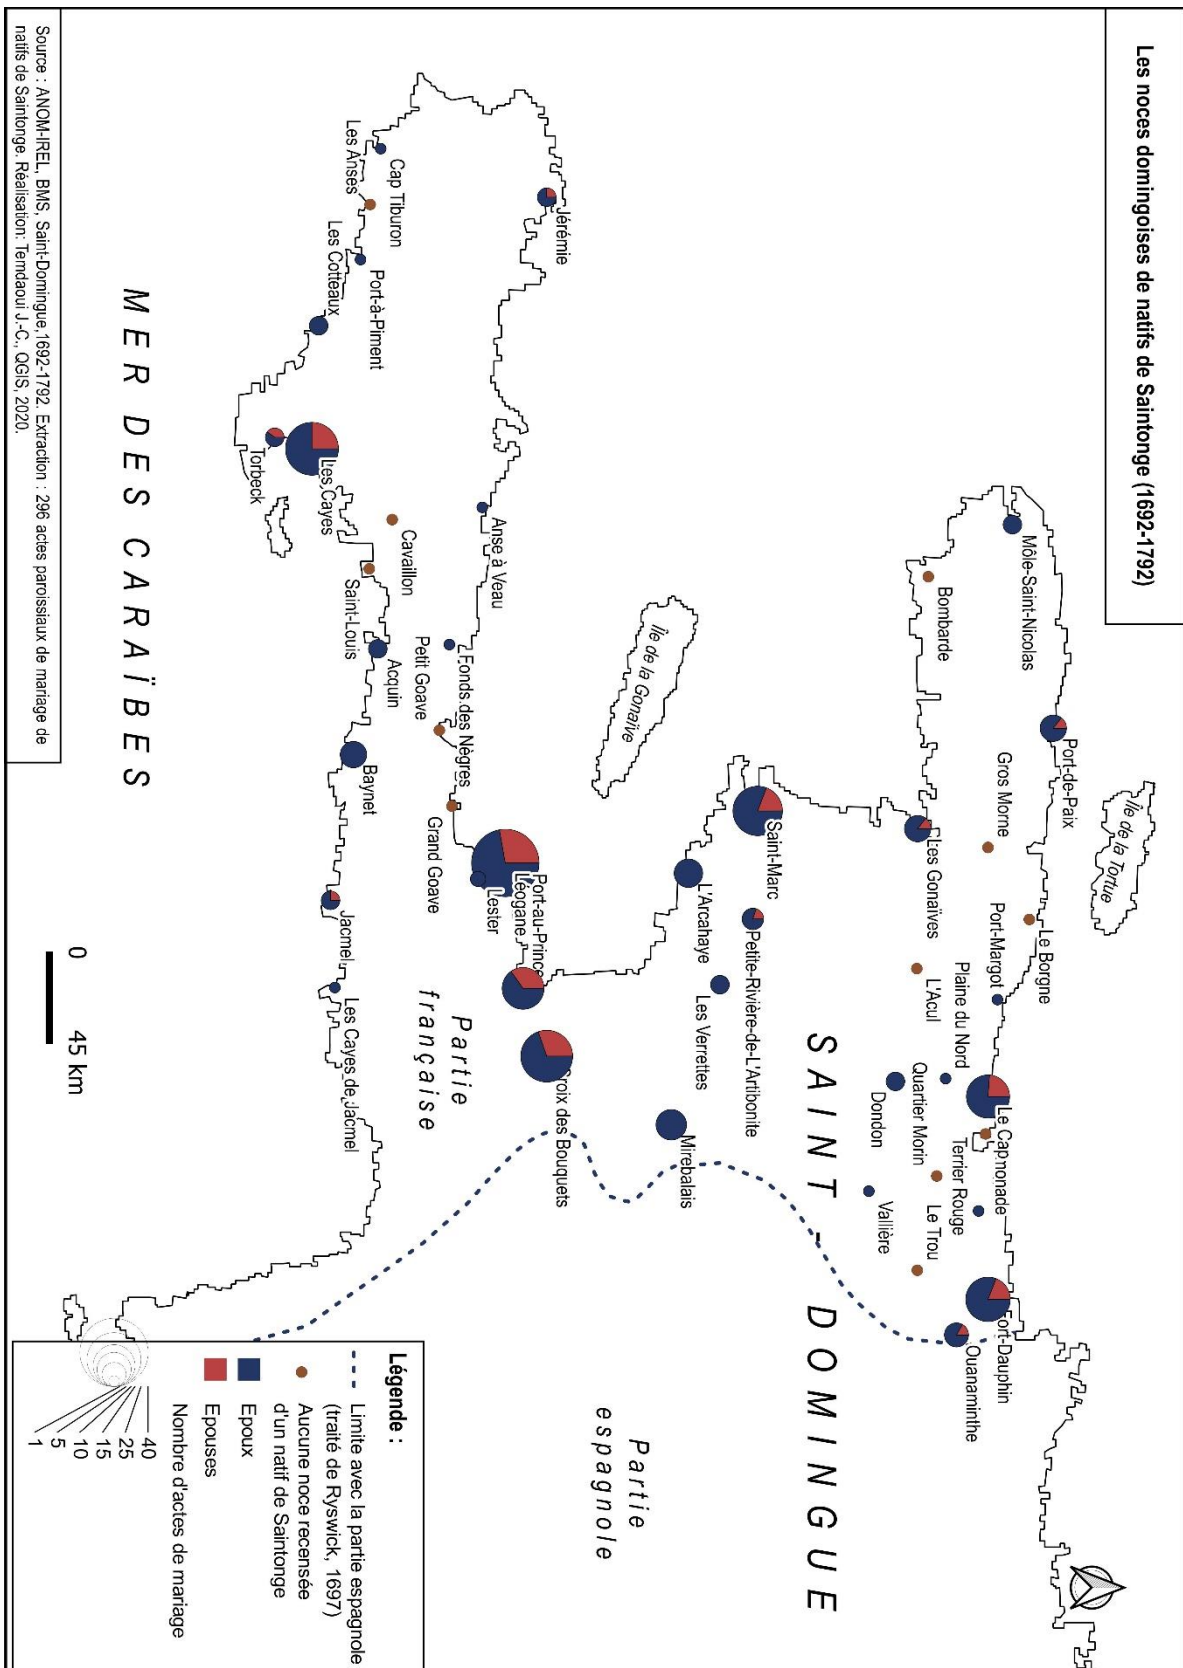 Les noces domingoises de natifs de Saintonge (1692-1792)
Île de la Tortue
Port-de-Paix
Môle-Saint-Nicolas
Bombarde
Gros Morne
Le Borgne
Port-Margot
Les Gonaïves
L'Acul
Plaine du Nord
Le Cap
monade
Quartier Morin
Terrier Rouge
Dondon
Le Trou
Vallière
Fort-Dauphin
Ouanaminthe
SAINT - DOMINGUE
Saint-Marc
Petite-Rivière-de-L'Artibonite
L'Arcahaye
Les Verrettes
Mirebalais
Partie
espagnole
Île de la Gonaïve
Jérémie
Anse à Veau
Fonds des Nègres
Petit Goave
Grand Goave
Port-au-Prince
Léogane
Lester
Croix des Bouquets
Partie
française
Cap Tiburon
Les Anses
Port-à-Piment
Les Cotteaux
Les Cayes
Torbeck
Cavaillon
Saint-Louis
Acquin
Baynet
Jacmel
Les Cayes de Jacmel
MER DES CARAÏBES
0
45 km
Légende :
Limite avec la partie espagnole
(traité de Ryswick, 1697)
Aucune noce recensée
d'un natif de Saintonge
Epoux
Epouses
Nombre d'actes de mariage
40
25
15
10
5
1
Source : ANOM-IREL, BMS, Saint-Domingue,1692-1792. Extraction : 296 actes paroissiaux de mariage de
natifs de Saintonge. Réalisation: Temdaoui J.-C., QGIS, 2020.